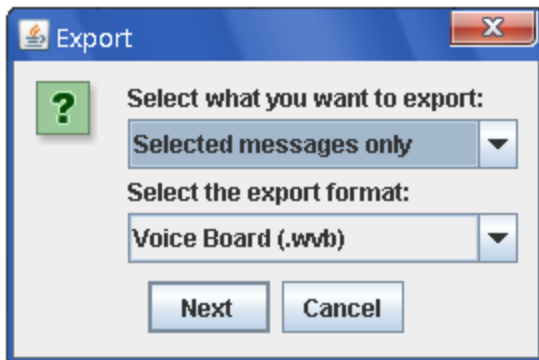 Export
Select what you want to export:
Selected messages only
Select the export format:
Voice Board (.wvb)
Next Cancel